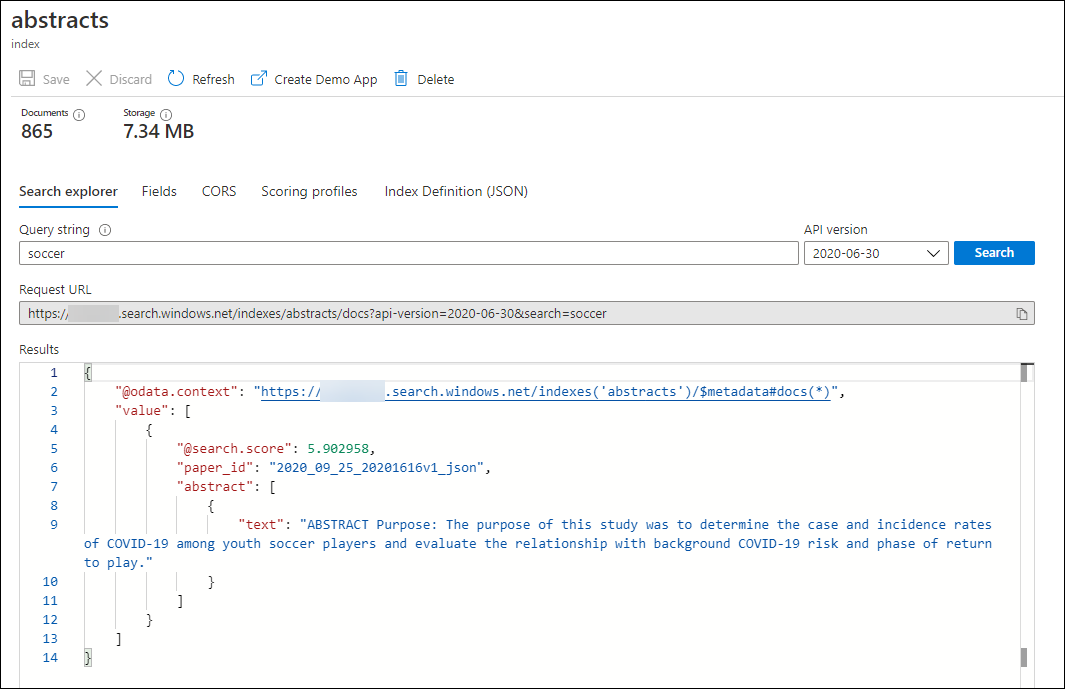 abstracts
index
Save Discard Refresh Create Demo App Delete
Documents Storage
865 7.34 MB
Search explorer Fields CORS Scoring profiles Index Definition (JSON)
Query string API version
soccer 2020-06-30 Search
Request URL
https:// .search.windows.net/indexes/abstracts/docs?api-version=2020-06-30&search=soccer
Results
1 {
2 "@odata.context": "https:// .search.windows.net/indexes('abstracts')/$metadata#docs(*)",
3 "value": [
4 {
5 "@search.score": 5.902958,
6 "paper_id": "2020_09_25_20201616v1_json",
7 "abstract": [
8 {
9 "text": "ABSTRACT Purpose: The purpose of this study was to determine the case and incidence rates
of COVID-19 among youth soccer players and evaluate the relationship with background COVID-19 risk and phase of return
to play."
10 }
11 ]
12 }
13 ]
14 }